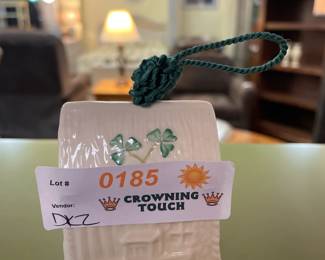 Lot # 0185
Vendor: DKZ
CROWNING
TOUCH